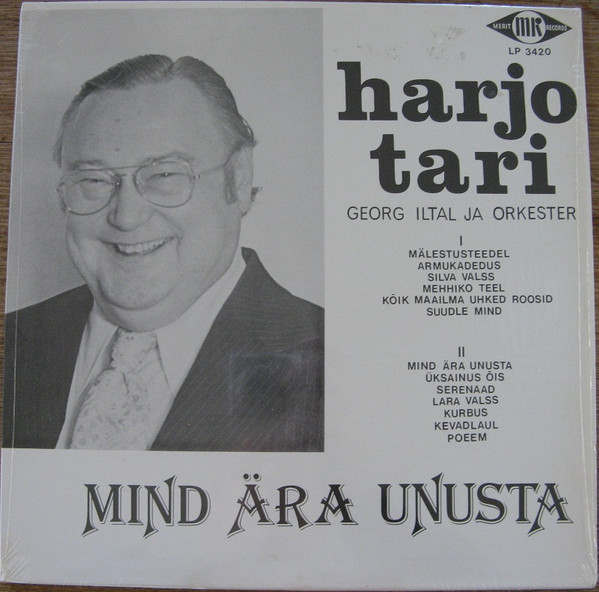 MERIT MR RECORDS
LP 3420
harjo
tari
GEORG ILTAL JA ORKESTER
I
MÄLESTUSTEEDEL
ARMUKADEDUS
SILVA VALSS
MEHHIKO TEEL
KÕIK MAAILMA UHKED ROOSID
SUUDLE MIND
II
MIND ÄRA UNUSTA
ÜKSAINUS ÕIS
SERENAAD
LARA VALSS
KURBUS
KEVADLAUL
POEEM
MIND ÄRA UNUSTA